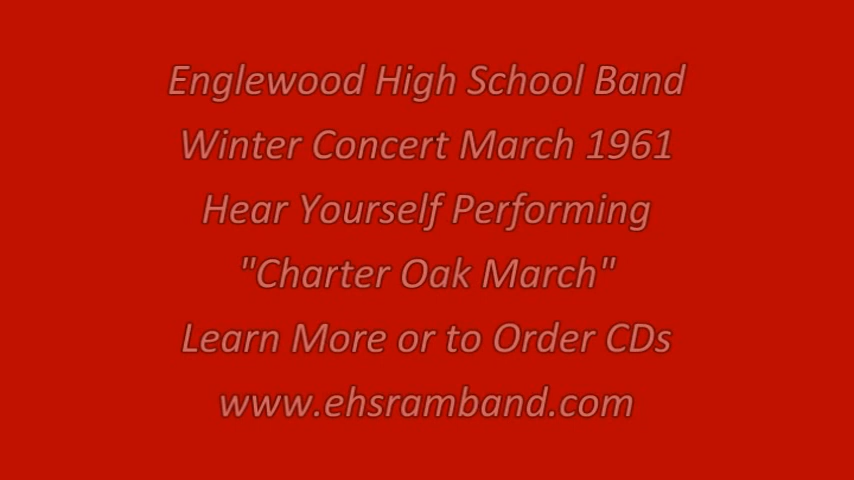 Englewood High School Band
Winter Concert March 1961
Hear Yourself Performing
"Charter Oak March"
Learn More or to Order CDs
www.ehsramband.com